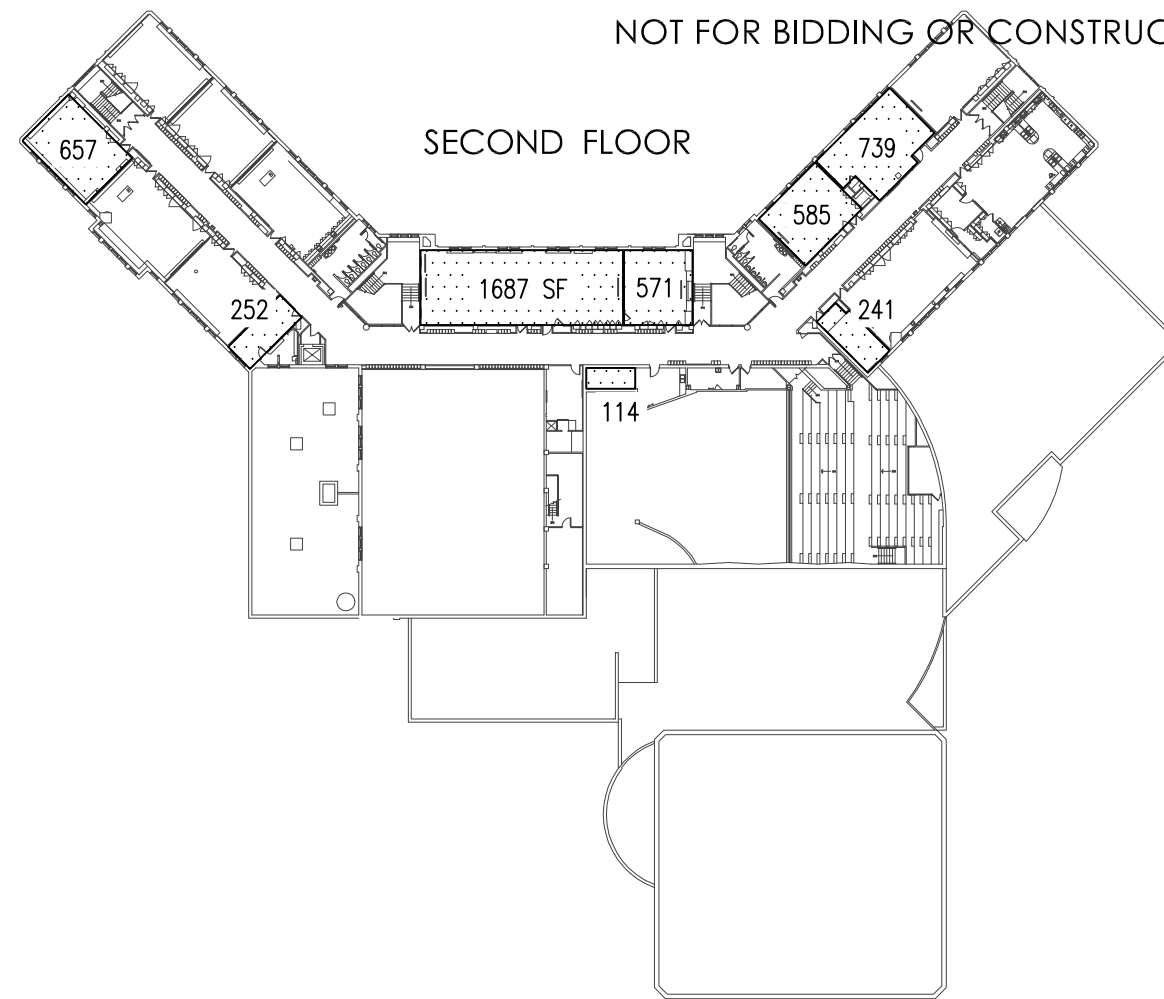 NOT FOR BIDDING OR CONSTRUC
SECOND FLOOR
657
739
585
1687 SF
571
252
241
114